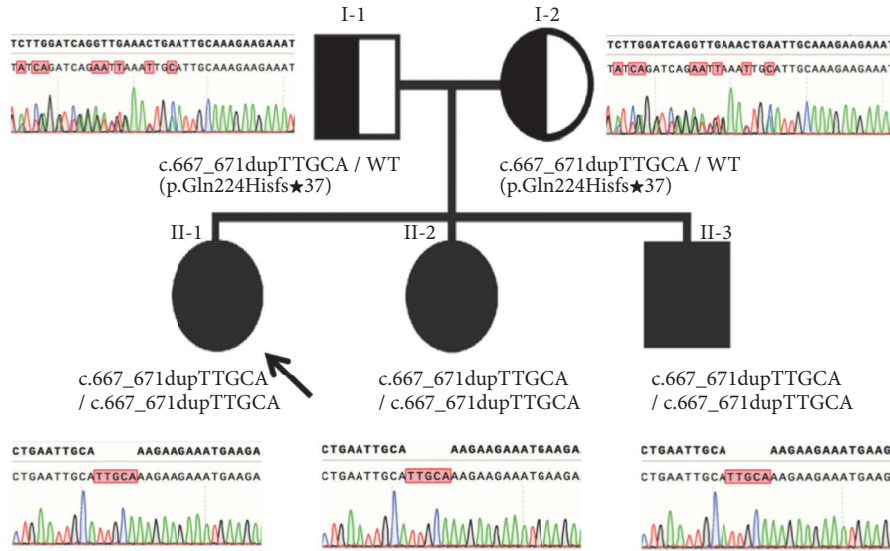 I-1
I-2
TCTTGGATCAGGTTGAAACTGAATTGCAAAGAAGAAAT
TATCAGATCAGAATTAAATTGCATTGCAAAGAAGAAAT
TCTTGGATCAGGTTGAAACTGAATTGCAAAGAAGAAAT
TATCAGATCAGAATTAAATTGCATTGCAAAGAAGAAAT
c.667_671dupTTGCA / WT
(p.Gln224Hisfs★37)
c.667_671dupTTGCA / WT
(p.Gln224Hisfs★37)
II-1
II-2
II-3
c.667_671dupTTGCA
/ c.667_671dupTTGCA
c.667_671dupTTGCA
/ c.667_671dupTTGCA
c.667_671dupTTGCA
/ c.667_671dupTTGCA
CTGAATTGCA AAGAAGAAATGAAGA
CTGAATTGCATTGCAAAGAAGAAATGAAGA
CTGAATTGCA AAGAAGAAATGAAGA
CTGAATTGCATTGCAAAGAAGAAATGAAGA
CTGAATTGCA AAGAAGAAATGAAG
CTGAATTGCATTGCAAAGAAGAAATGAAG